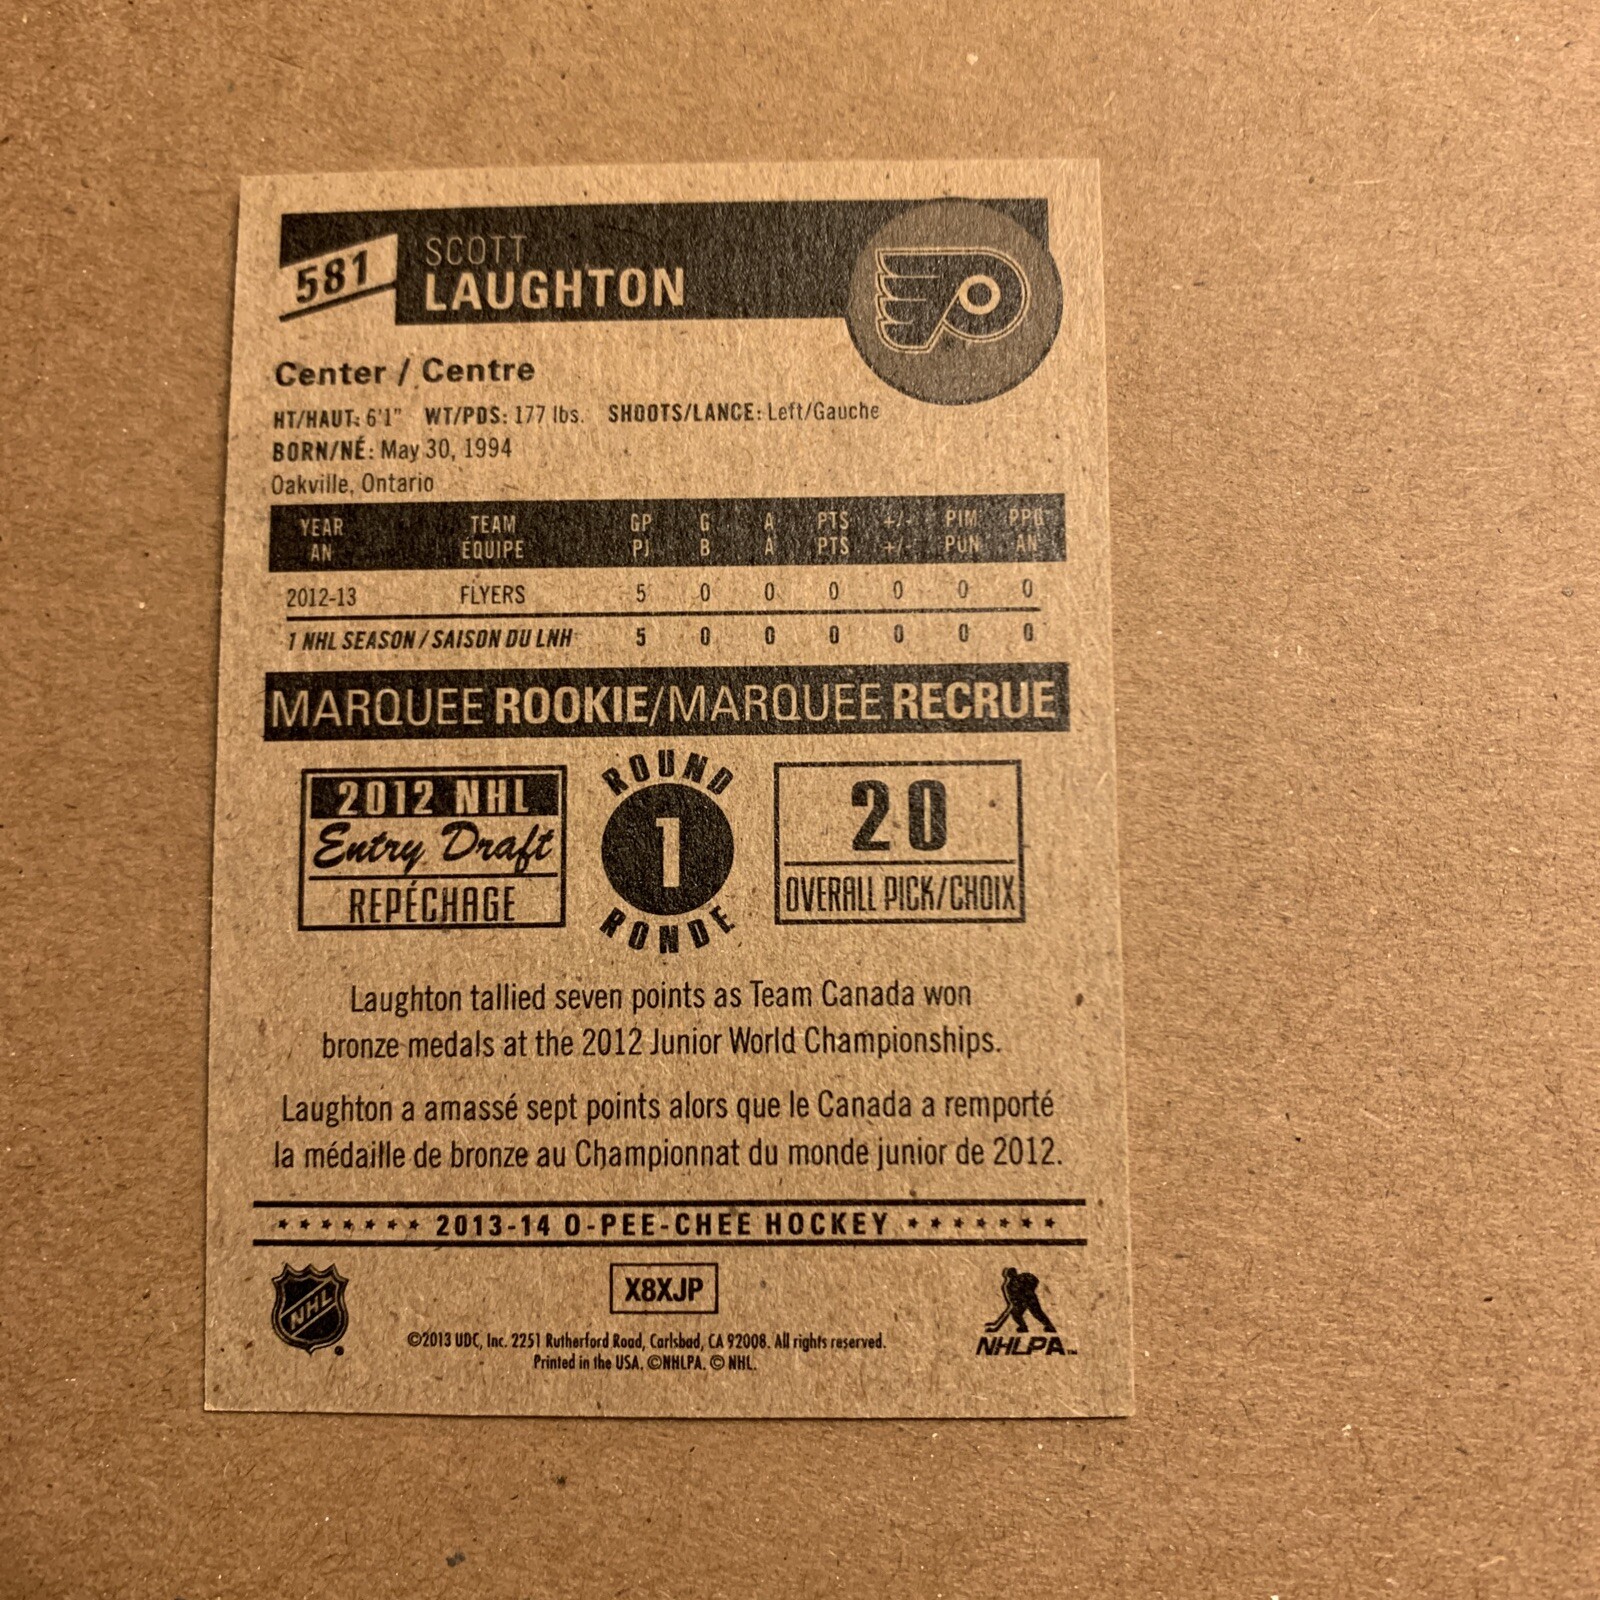 581
SCOTT
LAUGHTON
Center / Centre
HT/HAUT: 6'1" WT/PDS: 177 lbs. SHOOTS/LANCE: Left/Gauche
BORN/NÉ: May 30, 1994
Oakville, Ontario
YEAR TEAM GP G A PTS +/- PIM PPG
AN ÉQUIPE PJ B A PTS +/- PUN AN
2012-13 FLYERS 5 0 0 0 0 0 0
1 NHL SEASON / SAISON DU LNH 5 0 0 0 0 0 0
MARQUEE ROOKIE/MARQUEE RECRUE
2012 NHL
Entry Draft
REPÉCHAGE
ROUND
1
RONDE
20
OVERALL PICK/CHOIX
Laughton tallied seven points as Team Canada won
bronze medals at the 2012 Junior World Championships.
Laughton a amassé sept points alors que le Canada a remporté
la médaille de bronze au Championnat du monde junior de 2012.
2013-14 O-PEE-CHEE HOCKEY
NHL
X8XJP
NHLPA™
©2013 UDC, Inc. 2251 Rutherford Road, Carlsbad, CA 92008. All rights reserved.
Printed in the USA. ©NHLPA. © NHL.